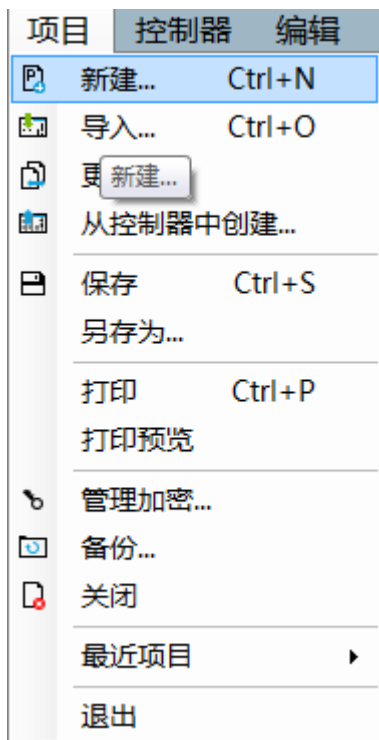 项目 控制器 编辑
新建... Ctrl+N
导入... Ctrl+O
更
新建...
从控制器中创建...
保存 Ctrl+S
另存为...
打印 Ctrl+P
打印预览
管理加密...
备份...
关闭
最近项目
退出